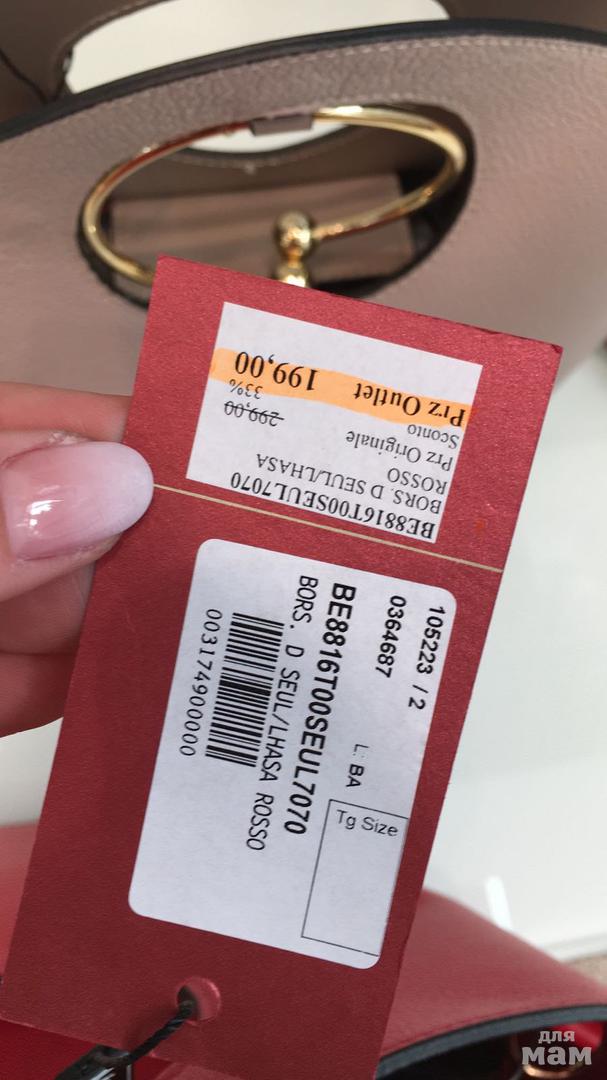 BE8816T00SEUL7070
BORS. D SEUL/LHASA
ROSSO
Prz Originale 299,00
Sconto 33%
Prz Outlet 199,00
105223 / 2
0364687 L: BA
Tg Size
BE8816T00SEUL7070
BORS. D SEUL/LHASA ROSSO
003174900000
для
мам